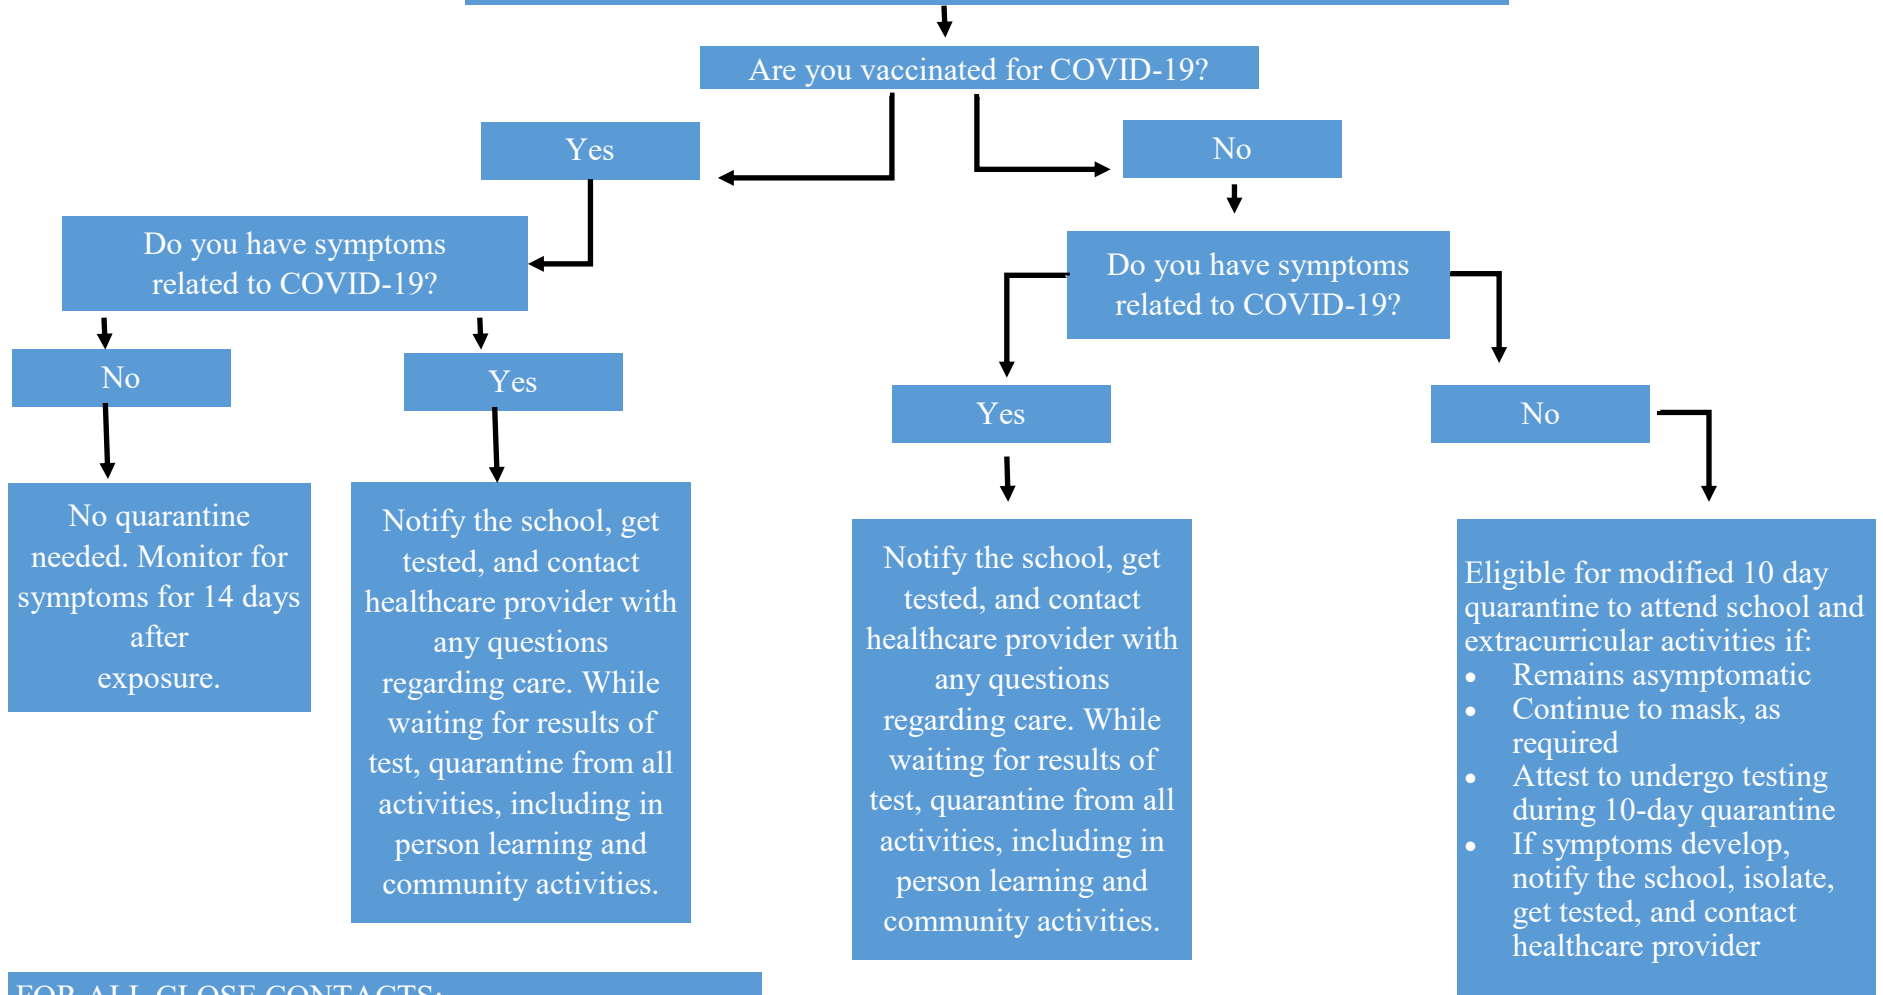 Are you vaccinated for COVID-19?
Yes
No
Do you have symptoms
related to COVID-19?
Do you have symptoms
related to COVID-19?
No
Yes
Yes
No
No quarantine
needed. Monitor for
symptoms for 14 days
after
exposure.
Notify the school, get
tested, and contact
healthcare provider with
any questions
regarding care. While
waiting for results of
test, quarantine from all
activities, including in
person learning and
community activities.
Notify the school, get
tested, and contact
healthcare provider with
any questions
regarding care. While
waiting for results of
test, quarantine from all
activities, including in
person learning and
community activities.
Eligible for modified 10 day
quarantine to attend school and
extracurricular activities if:
• Remains asymptomatic
• Continue to mask, as
required
• Attest to undergo testing
during 10-day quarantine
• If symptoms develop,
notify the school, isolate,
get tested, and contact
healthcare provider
FOR ALL CLOSE CONTACTS: